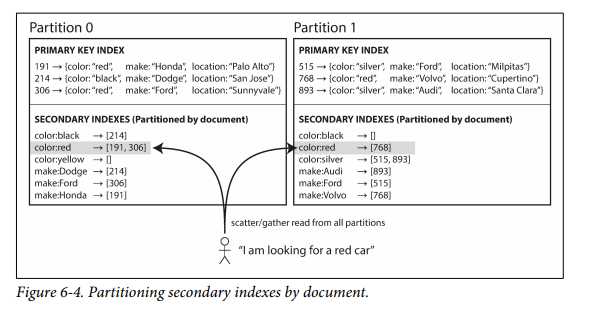 Partition 0
PRIMARY KEY INDEX
191 → {color: "red", make: "Honda", location: "Palo Alto"}
214 → {color: "black", make: "Dodge", location: "San Jose"}
306 → {color: "red", make: "Ford", location: "Sunnyvale"}
SECONDARY INDEXES (Partitioned by document)
color:black → [214]
color:red → [191, 306]
color:yellow → []
make:Dodge → [214]
make:Ford → [306]
make:Honda → [191]
Partition 1
PRIMARY KEY INDEX
515 → {color: "silver", make: "Ford", location: "Milpitas"}
768 → {color: "red", make: "Volvo", location: "Cupertino"}
893 → {color: "silver", make: "Audi", location: "Santa Clara"}
SECONDARY INDEXES (Partitioned by document)
color:black → []
color:red → [768]
color:silver → [515, 893]
make:Audi → [893]
make:Ford → [515]
make:Volvo → [768]
scatter/gather read from all partitions
"I am looking for a red car"
Figure 6-4. Partitioning secondary indexes by document.